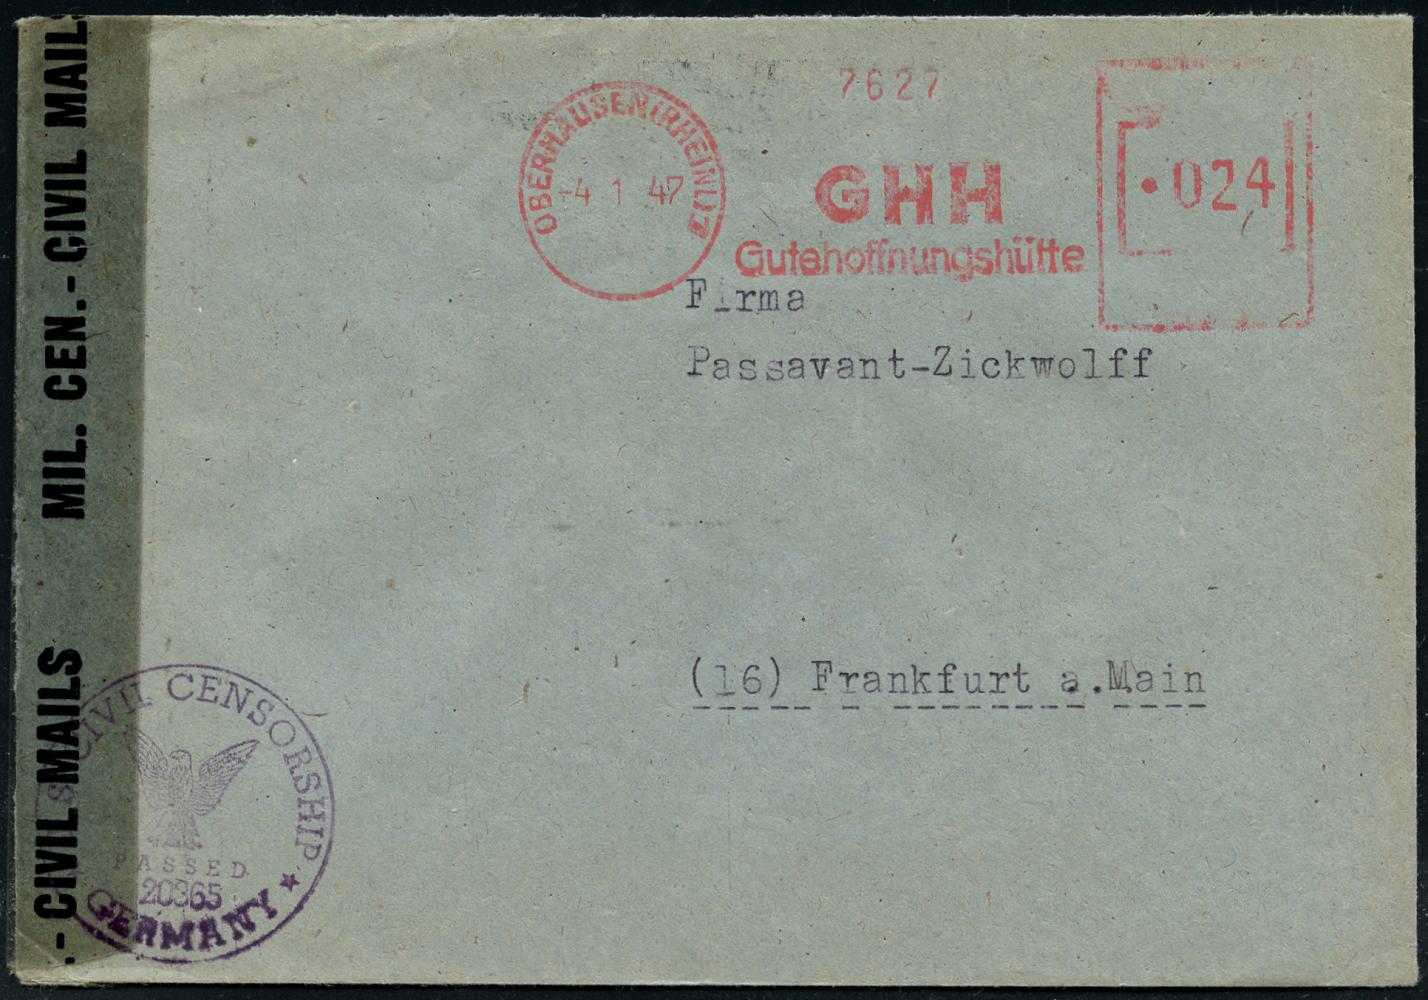 7627
OBERHAUSEN (RHEINL) 1
-4 1 47
GHH
Gutehoffnungshütte
024
Firma
Passavant-Zickwolff
(16) Frankfurt a.Main
MIL. CEN.-CIVIL MAILS
.- CIVIL MAILS
CIVIL CENSORSHIP
PASSED
20365
GERMANY